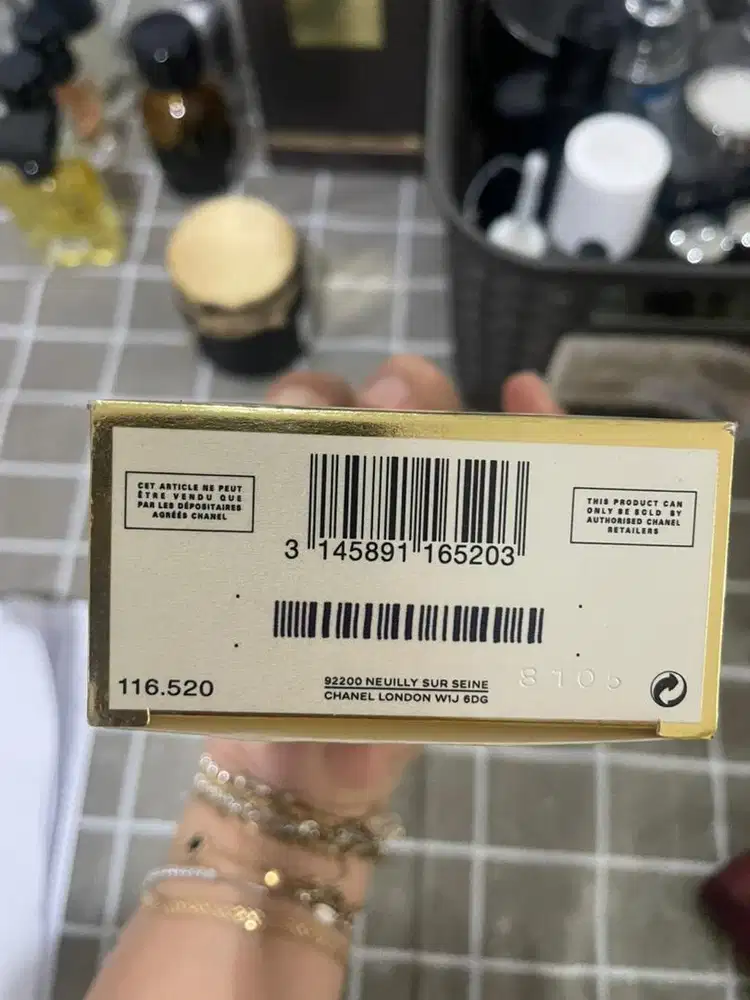 CET ARTICLE NE PEUT
ÊTRE VENDU QUE
PAR LES DÉPOSITAIRES
AGRÉÉS CHANEL
THIS PRODUCT CAN
ONLY BE SOLD BY
AUTHORISED CHANEL
RETAILERS
3 145891 165203
116.520
92200 NEUILLY SUR SEINE
CHANEL LONDON W1J 6DG
8105